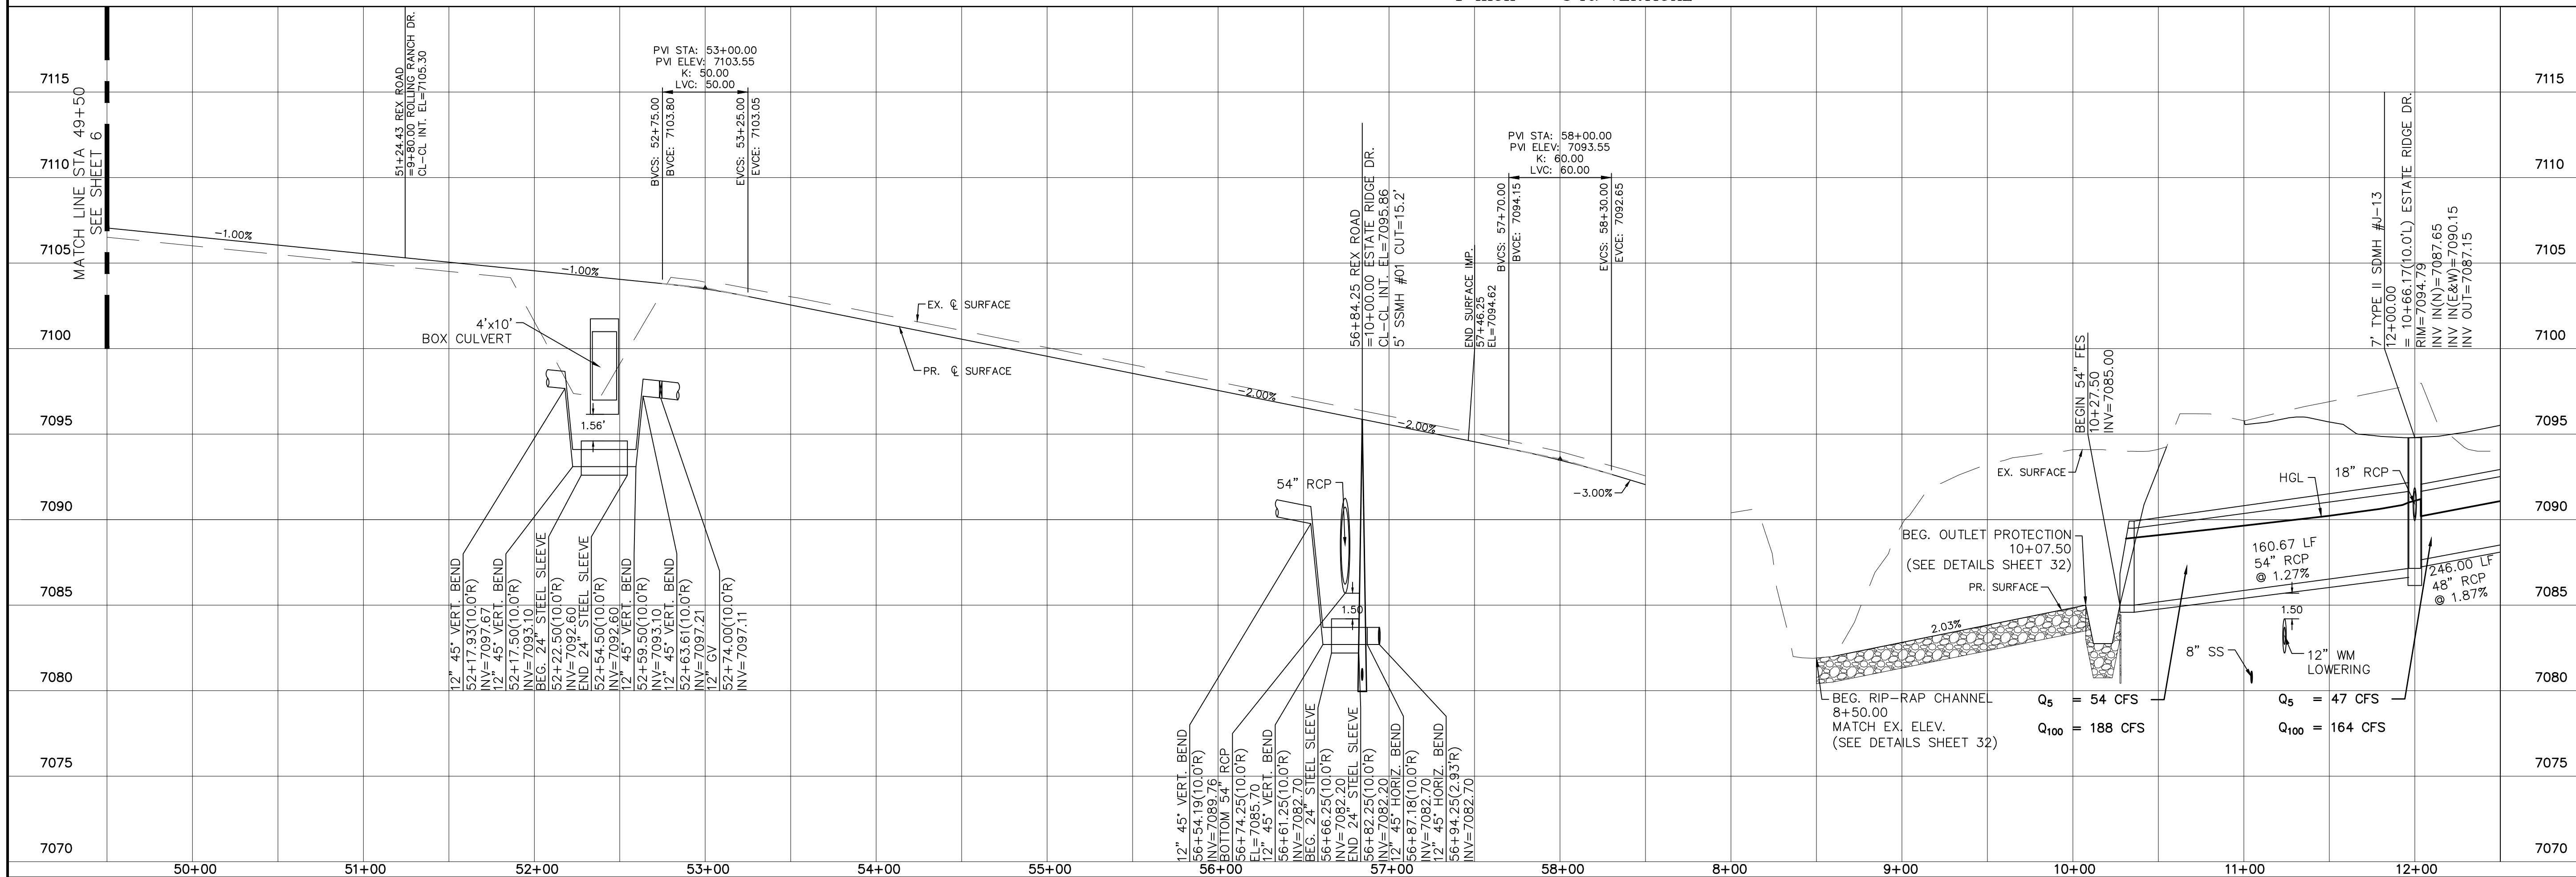 7115
7110
7105
7100
7095
7090
7085
7080
7075
7070
MATCH LINE STA 49+50
SEE SHEET 6
51+24.43 REX ROAD
=9+80.00 ROLLING RANCH DR.
CL-CL INT. EL=7105.30
PVI STA: 53+00.00
PVI ELEV: 7103.55
K: 50.00
LVC: 50.00
BVCS: 52+75.00
BVCE: 7103.80
EVCS: 53+25.00
EVCE: 7103.05
-1.00%
-1.00%
4'x10'
BOX CULVERT
1.56'
EX. ℄ SURFACE
PR. ℄ SURFACE
-2.00%
-2.00%
-3.00%
12" 45° VERT. BEND
52+17.93(10.0'R)
INV=7097.67
12" 45° VERT. BEND
52+17.50(10.0'R)
INV=7093.10
BEG. 24" STEEL SLEEVE
52+22.50(10.0'R)
INV=7092.60
END 24" STEEL SLEEVE
52+54.50(10.0'R)
INV=7092.60
12" 45° VERT. BEND
52+59.50(10.0'R)
INV=7093.10
12" 45° VERT. BEND
52+63.61(10.0'R)
INV=7097.21
12" GV
52+74.00(10.0'R)
INV=7097.11
56+84.25 REX ROAD
=10+00.00 ESTATE RIDGE DR.
CL-CL INT. EL=7095.86
5' SSMH #01 CUT=15.2'
END SURFACE IMP.
57+46.25
EL=7094.62
PVI STA: 58+00.00
PVI ELEV: 7093.55
K: 60.00
LVC: 60.00
BVCS: 57+70.00
BVCE: 7094.15
EVCS: 58+30.00
EVCE: 7092.65
54" RCP
1.50
12" 45° VERT. BEND
56+54.19(10.0'R)
INV=7089.76
BOTTOM 54" RCP
56+74.25(10.0'R)
EL=7085.70
12" 45° VERT. BEND
56+61.25(10.0'R)
INV=7082.70
BEG. 24" STEEL SLEEVE
56+66.25(10.0'R)
INV=7082.20
END 24" STEEL SLEEVE
56+82.25(10.0'R)
INV=7082.20
12" 45° HORIZ. BEND
56+87.18(10.0'R)
INV=7082.70
12" 45° HORIZ. BEND
56+94.25(2.93'R)
INV=7082.70
BEGIN 54" FES
10+27.50
INV=7085.00
EX. SURFACE
BEG. OUTLET PROTECTION
10+07.50
(SEE DETAILS SHEET 32)
PR. SURFACE
2.03%
BEG. RIP-RAP CHANNEL
8+50.00
MATCH EX. ELEV.
(SEE DETAILS SHEET 32)
Q5 = 54 CFS
Q100 = 188 CFS
7' TYPE II SDMH #J-13
12+00.00
= 10+66.17(10.0'L) ESTATE RIDGE DR.
RIM=7094.79
INV IN(N)=7087.65
INV IN(E&W)=7090.15
INV OUT=7087.15
HGL
18" RCP
160.67 LF
54" RCP
@ 1.27%
246.00 LF
48" RCP
@ 1.87%
1.50
8" SS
12" WM
LOWERING
Q5 = 47 CFS
Q100 = 164 CFS
7115
7110
7105
7100
7095
7090
7085
7080
7075
7070
50+00
51+00
52+00
53+00
54+00
55+00
56+00
57+00
58+00
8+00
9+00
10+00
11+00
12+00